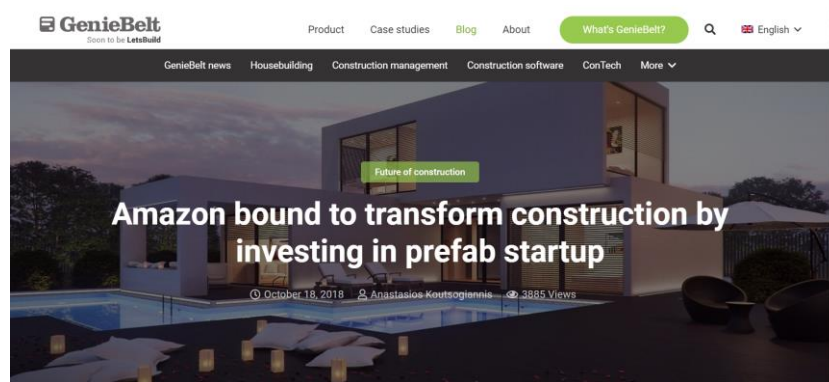 GenieBelt
Soon to be LetsBuild
Product Case studies Blog About What's GenieBelt? English
GenieBelt news Housebuilding Construction management Construction software ConTech More
Future of construction
Amazon bound to transform construction by
investing in prefab startup
October 18, 2018 Anastasios Koutsogiannis 3885 Views